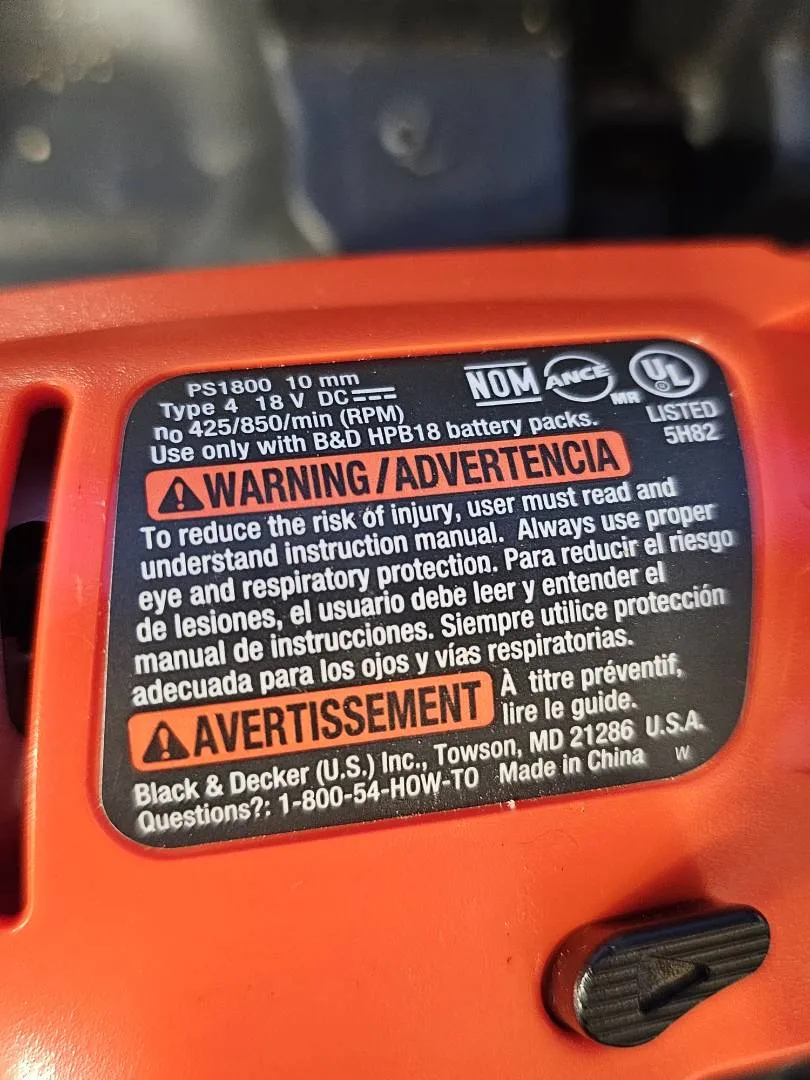 PS1800 10 mm
Type 4 18 V DC
no 425/850/min (RPM)
Use only with B&D HPB18 battery packs.
NOM ANCE MR UL
LISTED
5H82
WARNING/ADVERTENCIA
To reduce the risk of injury, user must read and
understand instruction manual. Always use proper
eye and respiratory protection. Para reducir el riesgo
de lesiones, el usuario debe leer y entender el
manual de instrucciones. Siempre utilice protección
adecuada para los ojos y vías respiratorias.
AVERTISSEMENT À titre préventif,
lire le guide.
Black & Decker (U.S.) Inc., Towson, MD 21286 U.S.A.
Questions?: 1-800-54-HOW-TO Made in China W